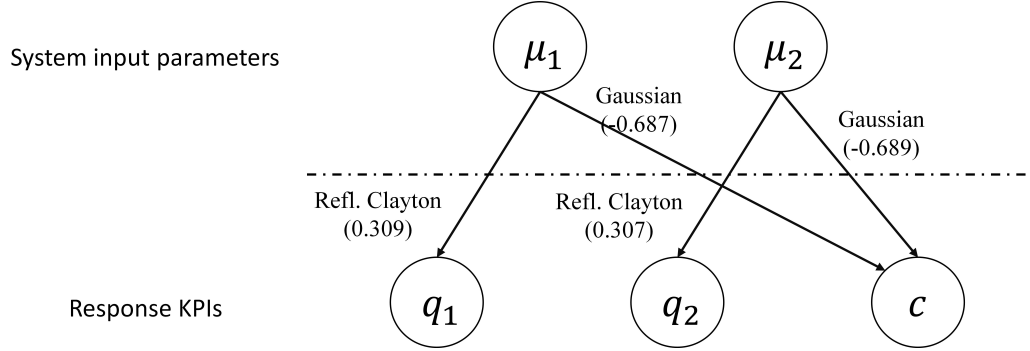 System input parameters
μ₁
μ₂
Gaussian
(-0.687)
Gaussian
(-0.689)
Refl. Clayton
(0.309)
Refl. Clayton
(0.307)
Response KPIs
q₁
q₂
c